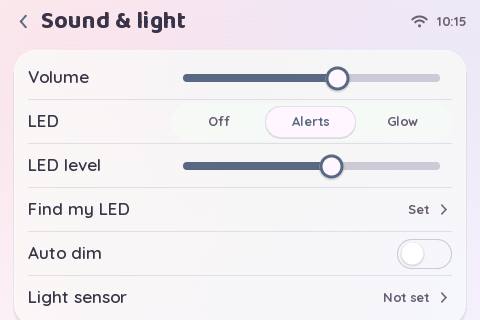 Sound & light
10:15
Volume
LED
Off
Alerts
Glow
LED level
Find my LED
Set
Auto dim
Light sensor
Not set